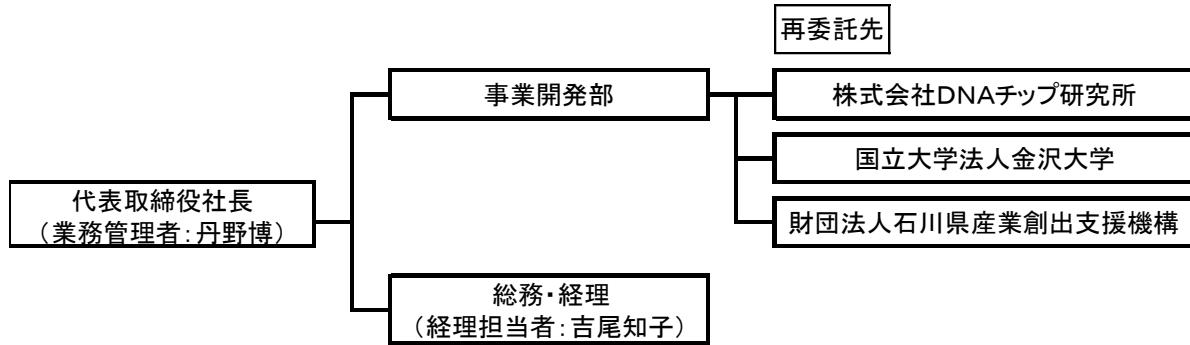 再委託先
事業開発部
株式会社DNAチップ研究所
国立大学法人金沢大学
代表取締役社長
（業務管理者：丹野博）
財団法人石川県産業創出支援機構
総務・経理
（経理担当者：吉尾知子）